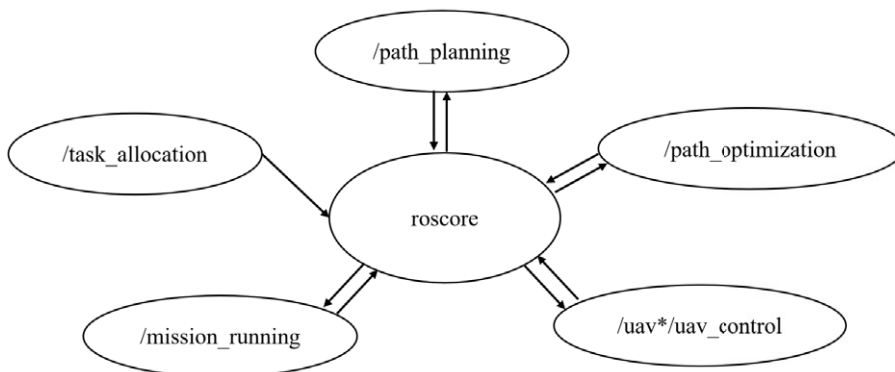 /path_planning
/task_allocation
/path_optimization
roscore
/mission_running
/uav*/uav_control